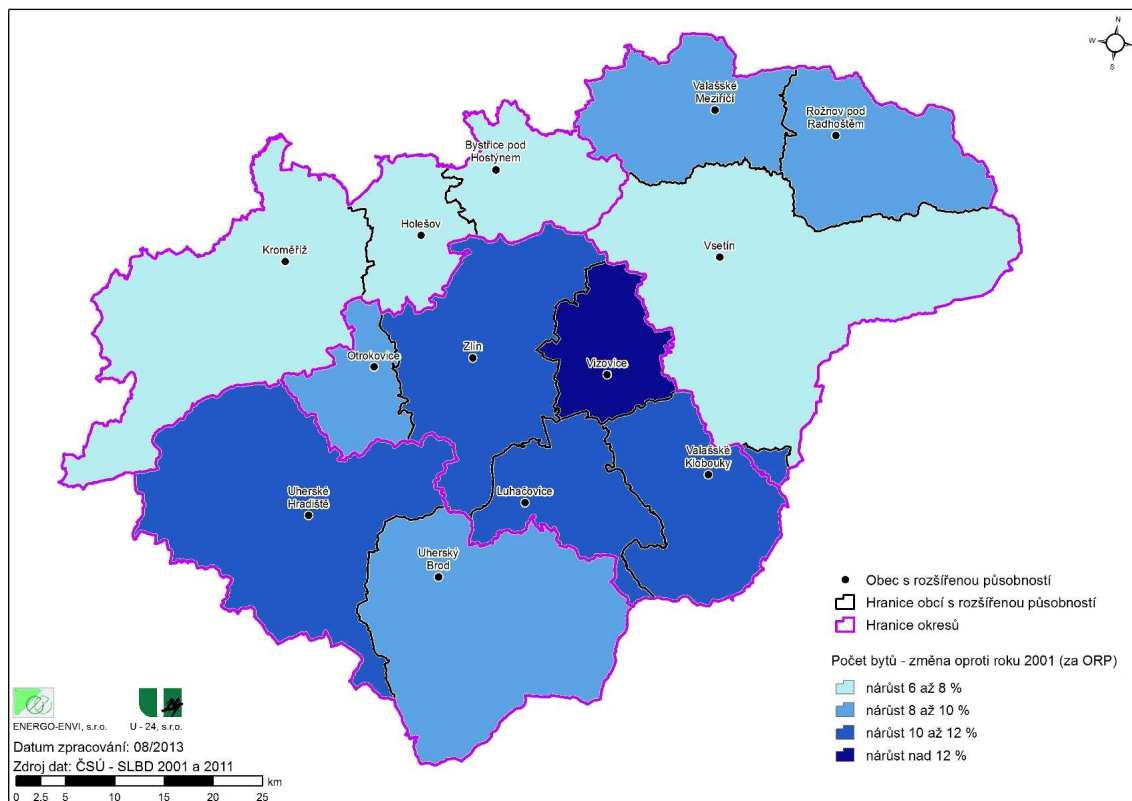 N
W
S
Valašské
Meziříčí
Rožnov pod
Radhoštěm
Bystřice pod
Hostýnem
Holešov
Kroměříž
Vsetín
Otrokovice
Zlín
Vizovice
Valašské
Klobouky
Luhačovice
Uherské
Hradiště
Uherský
Brod
Obec s rozšířenou působností
Hranice obcí s rozšířenou působností
Hranice okresů
Počet bytů - změna oproti roku 2001 (za ORP)
nárůst 6 až 8 %
nárůst 8 až 10 %
nárůst 10 až 12 %
nárůst nad 12 %
ENERGO-ENVI, s.r.o. U - 24, s.r.o.
Datum zpracování: 08/2013
Zdroj dat: ČSÚ - SLBD 2001 a 2011
km
0 2.5 5 10 15 20 25